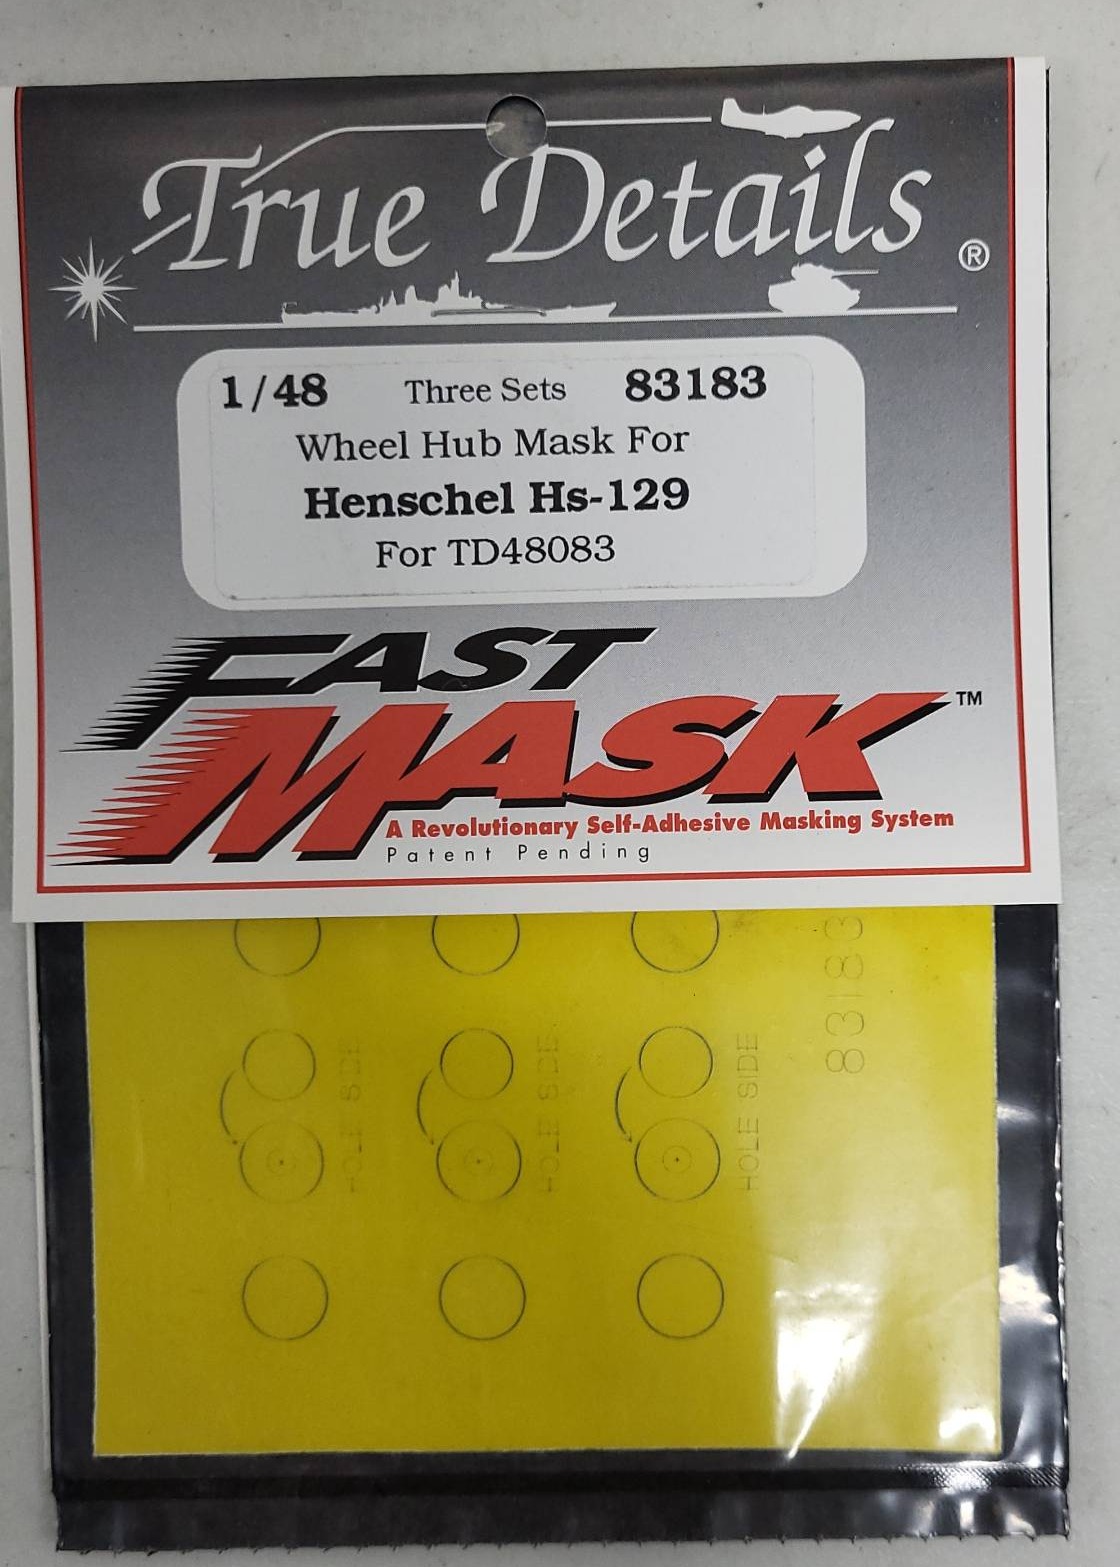 True Details ®
1/48 Three Sets 83183
Wheel Hub Mask For
Henschel Hs-129
For TD48083
FAST
MASK ™
A Revolutionary Self-Adhesive Masking System
Patent Pending
83183
HOLE SIDE
HOLE SIDE
HOLE SIDE